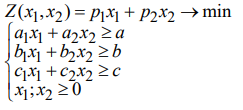 Z(x₁,x₂) = p₁x₁ + p₂x₂ → min
a₁x₁ + a₂x₂ ≥ a
b₁x₁ + b₂x₂ ≥ b
c₁x₁ + c₂x₂ ≥ c
x₁; x₂ ≥ 0